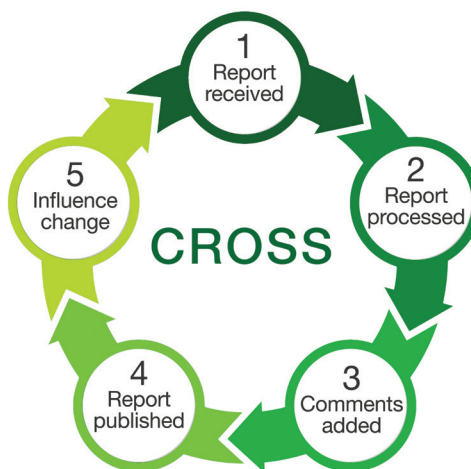 1
Report
received
2
Report
processed
3
Comments
added
4
Report
published
5
Influence
change
CROSS